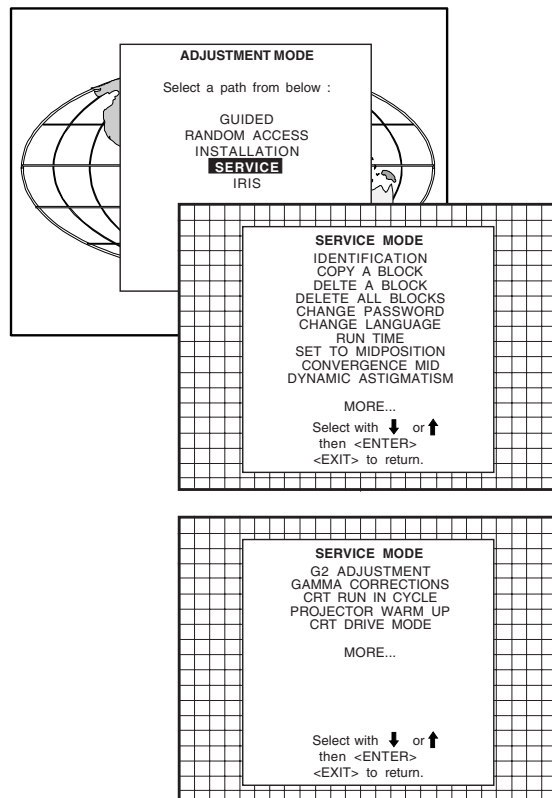 ADJUSTMENT MODE
Select a path from below :
GUIDED
RANDOM ACCESS
INSTALLATION
SERVICE
IRIS
SERVICE MODE
IDENTIFICATION
COPY A BLOCK
DELTE A BLOCK
DELETE ALL BLOCKS
CHANGE PASSWORD
CHANGE LANGUAGE
RUN TIME
SET TO MIDPOSITION
CONVERGENCE MID
DYNAMIC ASTIGMATISM
MORE...
Select with ⬇ or ⬆
then <ENTER>
<EXIT> to return.
SERVICE MODE
G2 ADJUSTMENT
GAMMA CORRECTIONS
CRT RUN IN CYCLE
PROJECTOR WARM UP
CRT DRIVE MODE
MORE...
Select with ⬇ or ⬆
then <ENTER>
<EXIT> to return.